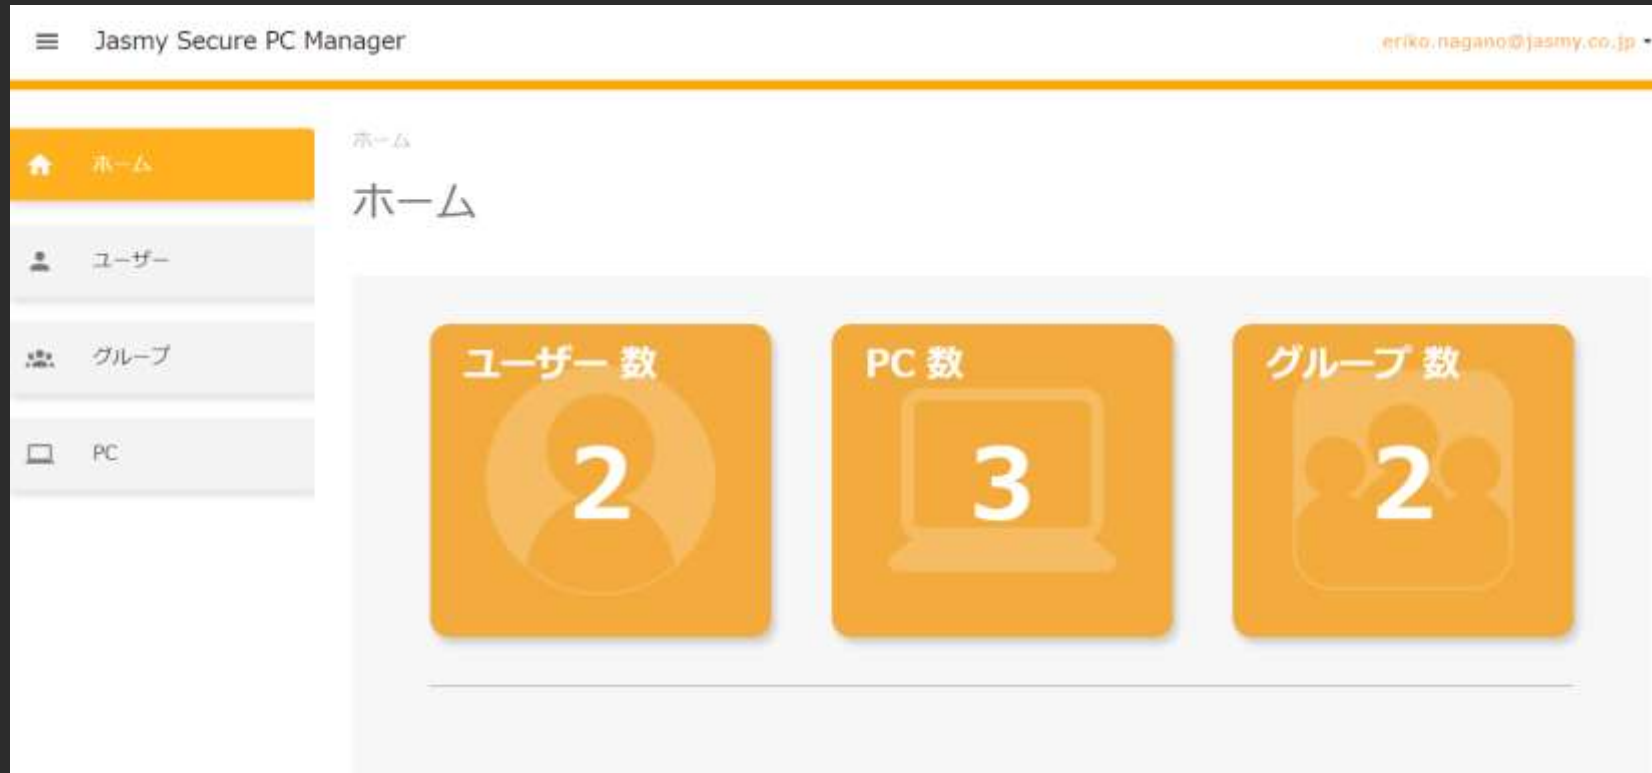 Jasmy Secure PC Manager
eriko.nagano@jasmy.co.jp
ホーム
ユーザー
グループ
PC
ホーム
ホーム
ユーザー 数
2
PC 数
3
グループ 数
2